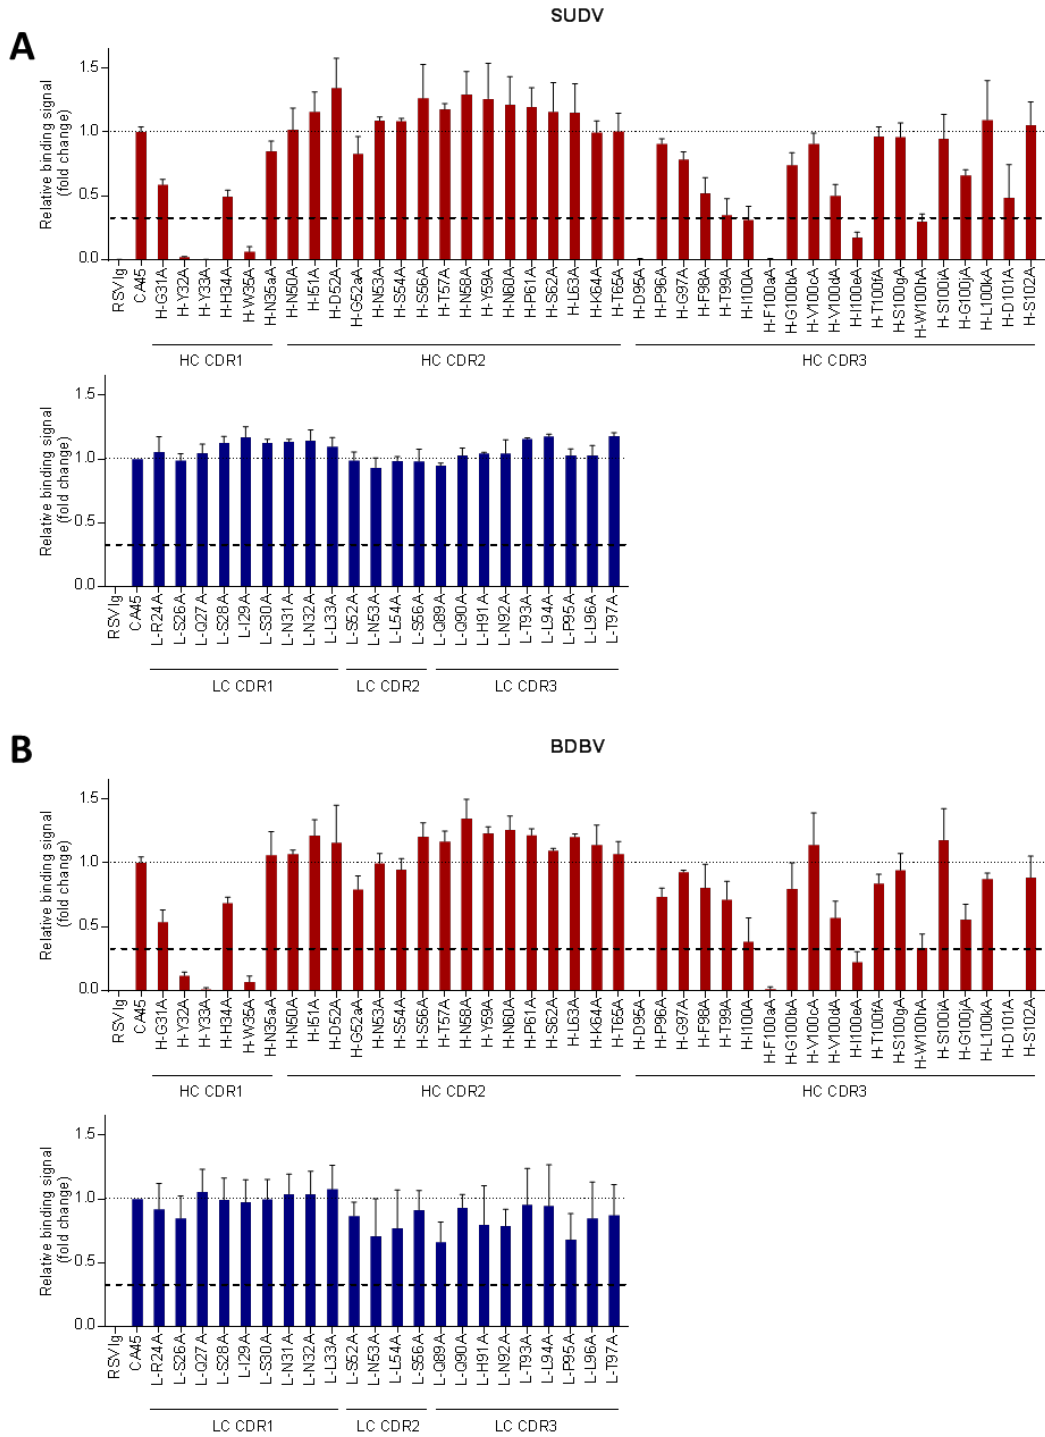 SUDV
A
Relative binding signal
(fold change)
1.5
1.0
0.5
0.0
RSVIg
CA45
H-G31A
H-Y32A
H-Y33A
H-H34A
H-W35A
H-N35aA
H-N50A
H-I51A
H-D52A
H-G52aA
H-N53A
H-S54A
H-S56A
H-T57A
H-N58A
H-Y59A
H-N60A
H-P61A
H-S62A
H-L63A
H-K64A
H-T65A
H-D95A
H-P96A
H-G97A
H-F98A
H-T99A
H-I100A
H-F100aA
H-G100bA
H-V100cA
H-V100dA
H-I100eA
H-T100fA
H-S100gA
H-W100hA
H-S100iA
H-G100jA
H-L100kA
H-D101A
H-S102A
HC CDR1
HC CDR2
HC CDR3
Relative binding signal
(fold change)
1.5
1.0
0.5
0.0
RSVIg
CA45
L-R24A
L-S26A
L-Q27A
L-S28A
L-I29A
L-S30A
L-N31A
L-N32A
L-L33A
L-S52A
L-N53A
L-L54A
L-S56A
L-Q89A
L-Q90A
L-H91A
L-N92A
L-T93A
L-L94A
L-P95A
L-L96A
L-T97A
LC CDR1
LC CDR2
LC CDR3
B
BDBV
Relative binding signal
(fold change)
1.5
1.0
0.5
0.0
RSVIg
CA45
H-G31A
H-Y32A
H-Y33A
H-H34A
H-W35A
H-N35aA
H-N50A
H-I51A
H-D52A
H-G52aA
H-N53A
H-S54A
H-S56A
H-T57A
H-N58A
H-Y59A
H-N60A
H-P61A
H-S62A
H-L63A
H-K64A
H-T65A
H-D95A
H-P96A
H-G97A
H-F98A
H-T99A
H-I100A
H-F100aA
H-G100bA
H-V100cA
H-V100dA
H-I100eA
H-T100fA
H-S100gA
H-W100hA
H-S100iA
H-G100jA
H-L100kA
H-D101A
H-S102A
HC CDR1
HC CDR2
HC CDR3
Relative binding signal
(fold change)
1.5
1.0
0.5
0.0
RSVIg
CA45
L-R24A
L-S26A
L-Q27A
L-S28A
L-I29A
L-S30A
L-N31A
L-N32A
L-L33A
L-S52A
L-N53A
L-L54A
L-S56A
L-Q89A
L-Q90A
L-H91A
L-N92A
L-T93A
L-L94A
L-P95A
L-L96A
L-T97A
LC CDR1
LC CDR2
LC CDR3